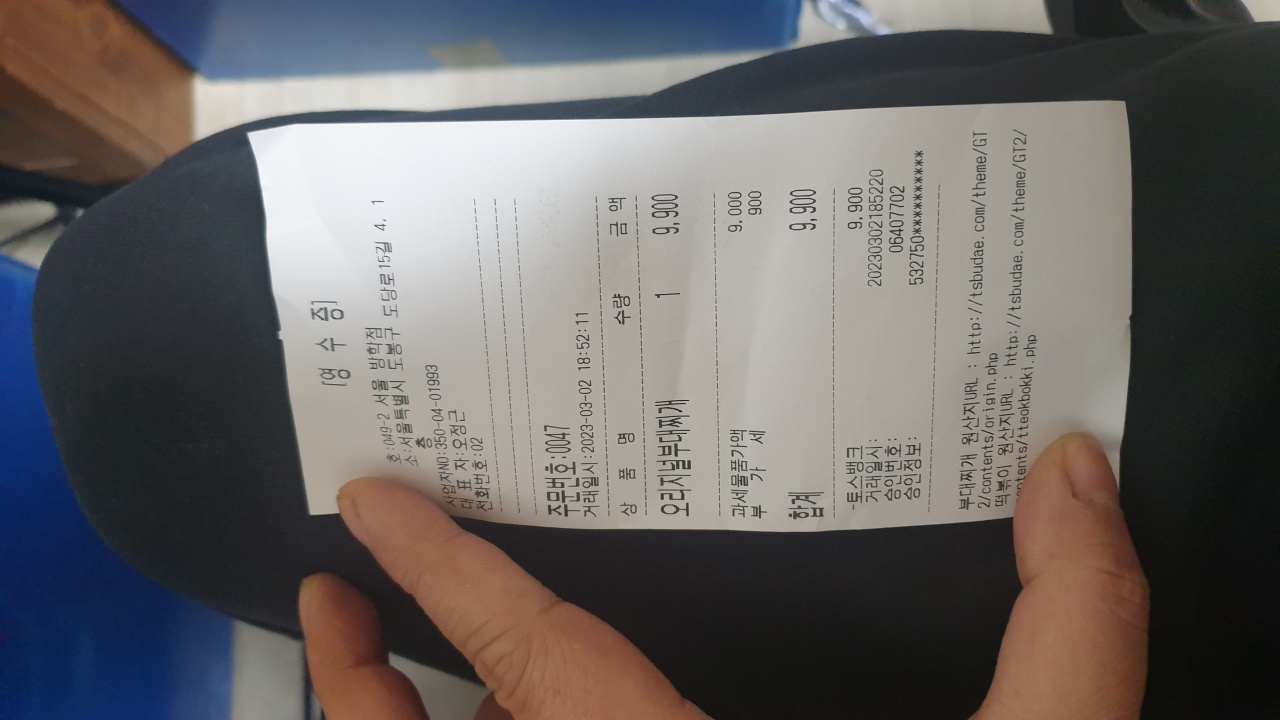 [영 수 증]
호:049-2 서울 방학점
소:서울특별시 도봉구 도당로15길 4, 1
층
사업자NO:350-04-01993
대 표 자:오정근
전화번호:02
주문번호:0047
거래일시:2023-03-02 18:52:11
상 품 명 수량 금 액
오리지널부대찌개 1 9,900
과세물품가액 9,000
부 가 세 900
합계 9,900
-토스뱅크 9,900
거래일시: 20230302185220
승인번호: 06407702
승인정보: 532750**********
부대찌개 원산지URL : http://tsbudae.com/theme/GT
2/contents/origin.php
떡볶이 원산지URL : http://tsbudae.com/theme/GT2/
contents/tteokbokki.php